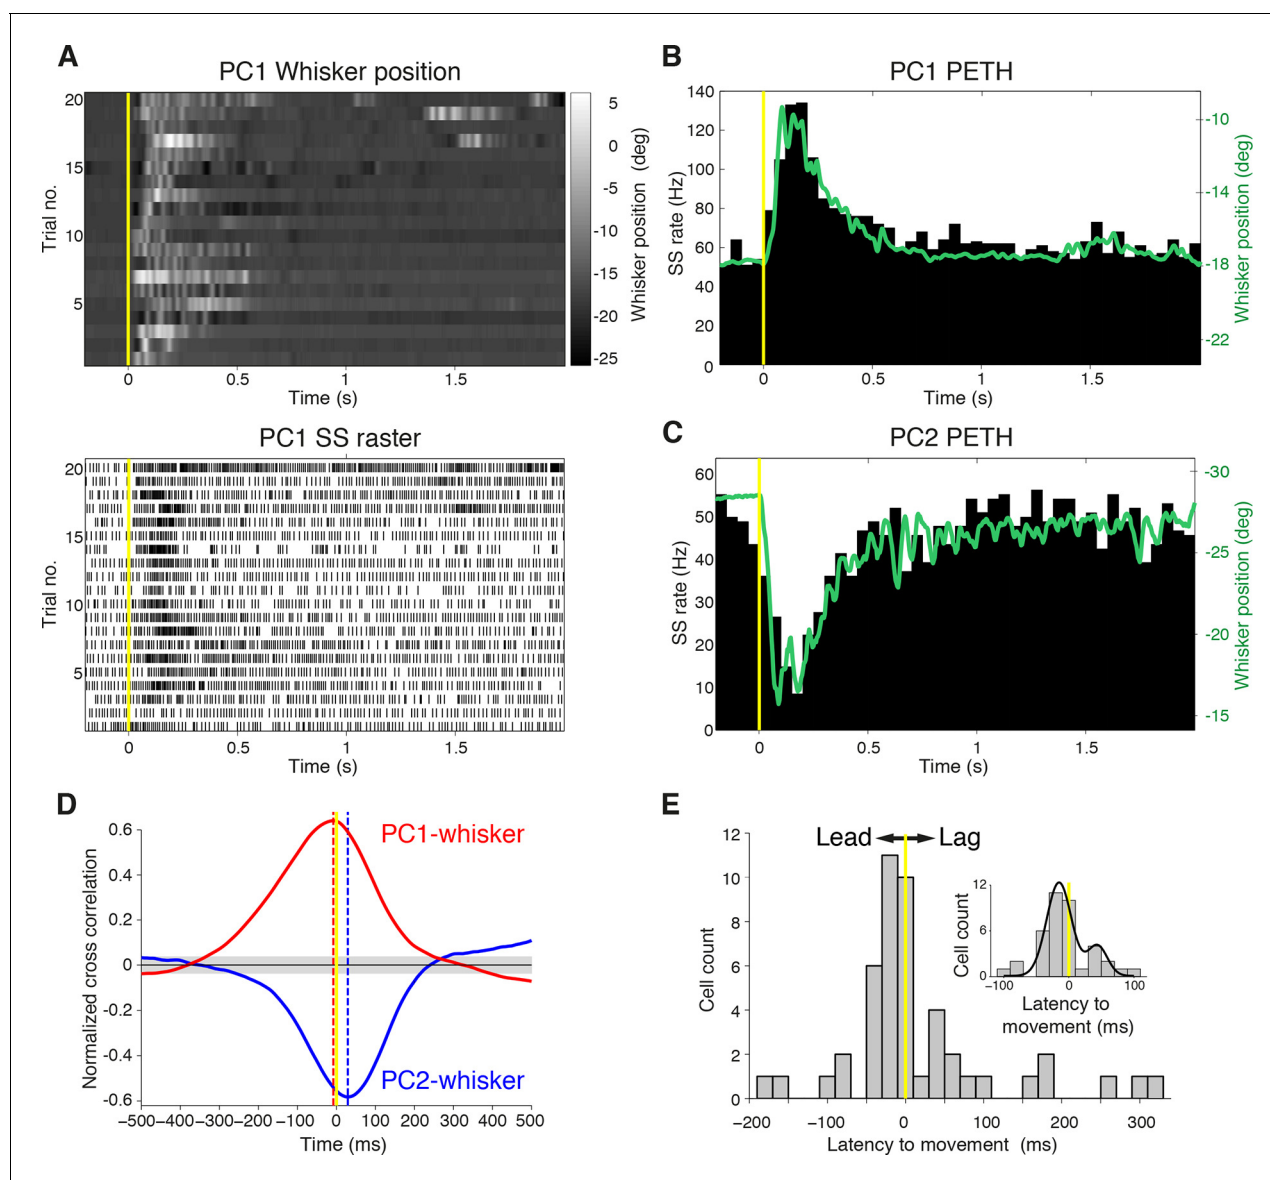 A
PC1 Whisker position
Trial no.
20
15
10
5
0
0.5
1
1.5
Time (s)
5
0
-5
-10
-15
-20
-25
Whisker position (deg)
PC1 SS raster
Trial no.
20
15
10
5
0
0.5
1
1.5
Time (s)
B
PC1 PETH
SS rate (Hz)
140
120
100
80
60
40
20
0
0
0.5
1
1.5
Time (s)
-10
-14
-18
-22
Whisker position (deg)
C
PC2 PETH
SS rate (Hz)
60
50
40
30
20
10
0
0
0.5
1
1.5
Time (s)
-30
-25
-20
-15
Whisker position (deg)
D
Normalized cross correlation
0.6
0.4
0.2
0
-0.2
-0.4
-0.6
PC1-whisker
PC2-whisker
−500 −400 −300 −200 −100 0 100 200 300 400 500
Time (ms)
E
Lead Lag
Cell count
12
10
8
6
4
2
0
−200 −100 0 100 200 300
Latency to movement (ms)
Cell count
12
6
0
−100 0 100
Latency to
movement (ms)